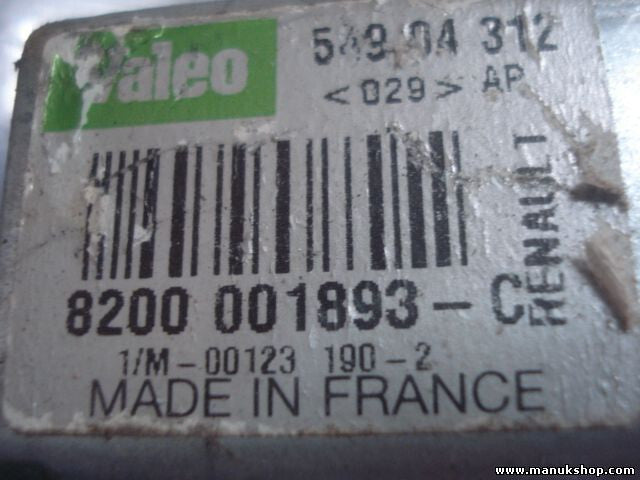 Valeo
549 04 312
<029> AP
RENAULT
8200 001893-C
1/M-00123 190-2
MADE IN FRANCE
www.manukshop.com